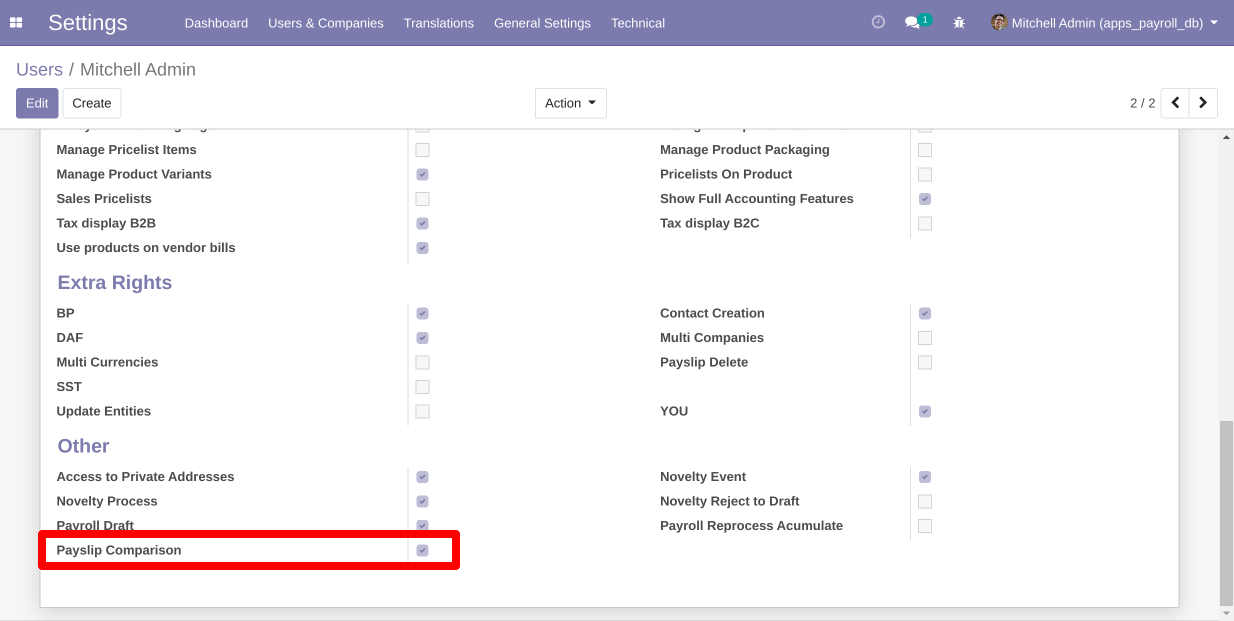 Settings Dashboard Users & Companies Translations General Settings Technical 1 Mitchell Admin (apps_payroll_db)
Users / Mitchell Admin
Edit Create Action 2 / 2
Manage Pricelist Items Manage Product Packaging
Manage Product Variants Pricelists On Product
Sales Pricelists Show Full Accounting Features
Tax display B2B Tax display B2C
Use products on vendor bills
Extra Rights
BP Contact Creation
DAF Multi Companies
Multi Currencies Payslip Delete
SST
Update Entities YOU
Other
Access to Private Addresses Novelty Event
Novelty Process Novelty Reject to Draft
Payroll Draft Payroll Reprocess Acumulate
Payslip Comparison